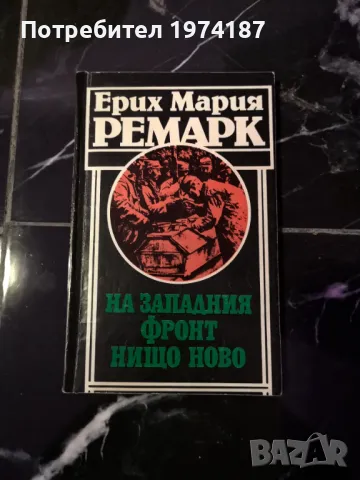 Потребител 1974187
Ерих Мария
РЕМАРК
НА ЗАПАДНИЯ
ФРОНТ
НИЩО НОВО
BAZAR